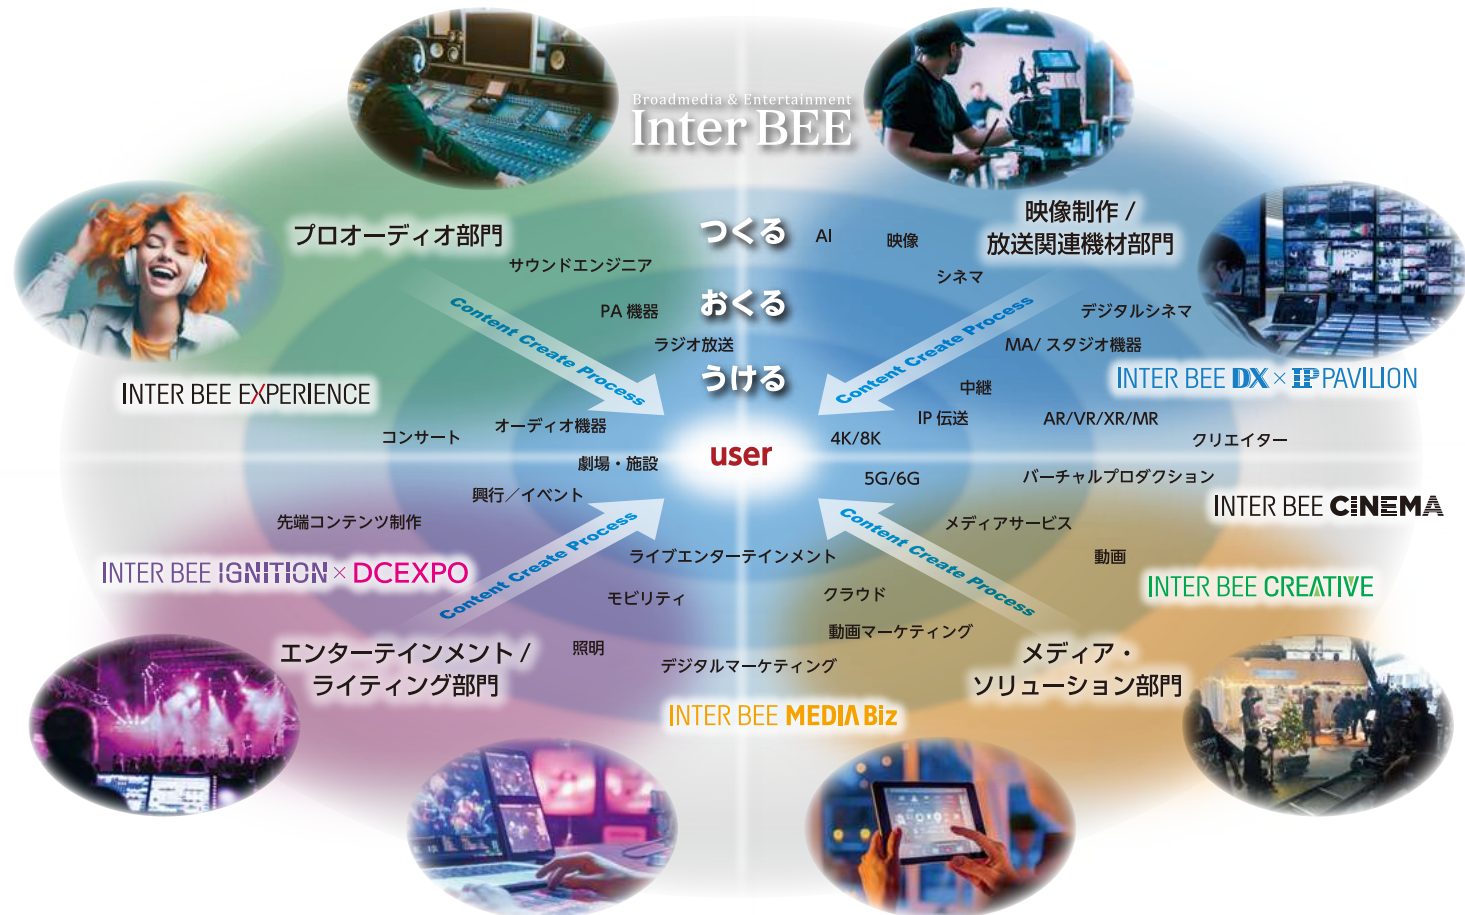 Broadmedia & Entertainment
Inter BEE
プロオーディオ部門
映像制作 /
放送関連機材部門
つくる
おくる
うける
AI
映像
シネマ
サウンドエンジニア
PA 機器
ラジオ放送
デジタルシネマ
MA/ スタジオ機器
Content Create Process
Content Create Process
INTER BEE EXPERIENCE
INTER BEE DX × IP PAVILION
中継
IP 伝送
AR/VR/XR/MR
クリエイター
コンサート
オーディオ機器
4K/8K
user
劇場・施設
5G/6G
バーチャルプロダクション
興行／イベント
INTER BEE CINEMA
先端コンテンツ制作
メディアサービス
ライブエンターテインメント
動画
Content Create Process
Content Create Process
INTER BEE IGNITION × DCEXPO
INTER BEE CREATIVE
モビリティ
クラウド
動画マーケティング
照明
デジタルマーケティング
エンターテインメント /
ライティング部門
メディア・
ソリューション部門
INTER BEE MEDIA Biz